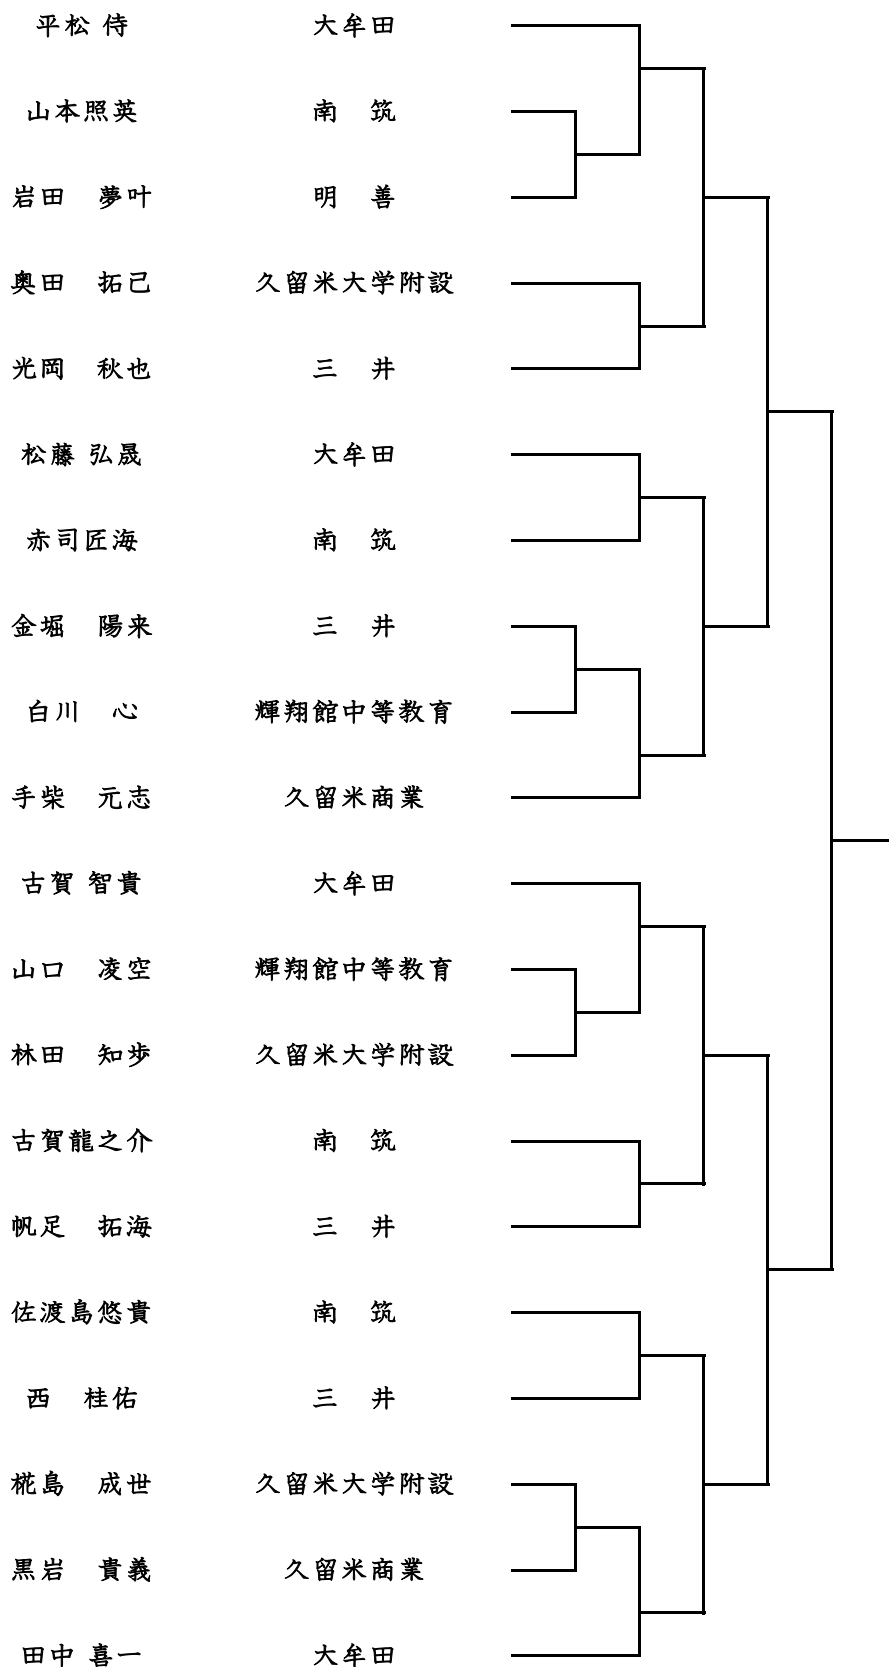 平松 侍　大牟田
山本照英　南　筑
岩田　夢叶　明　善
奥田　拓己　久留米大学附設
光岡　秋也　三　井
松藤 弘晟　大牟田
赤司匠海　南　筑
金堀　陽来　三　井
白川　心　輝翔館中等教育
手柴　元志　久留米商業
古賀 智貴　大牟田
山口　凌空　輝翔館中等教育
林田　知歩　久留米大学附設
古賀龍之介　南　筑
帆足　拓海　三　井
佐渡島悠貴　南　筑
西　桂佑　三　井
椛島　成世　久留米大学附設
黒岩　貴義　久留米商業
田中 喜一　大牟田